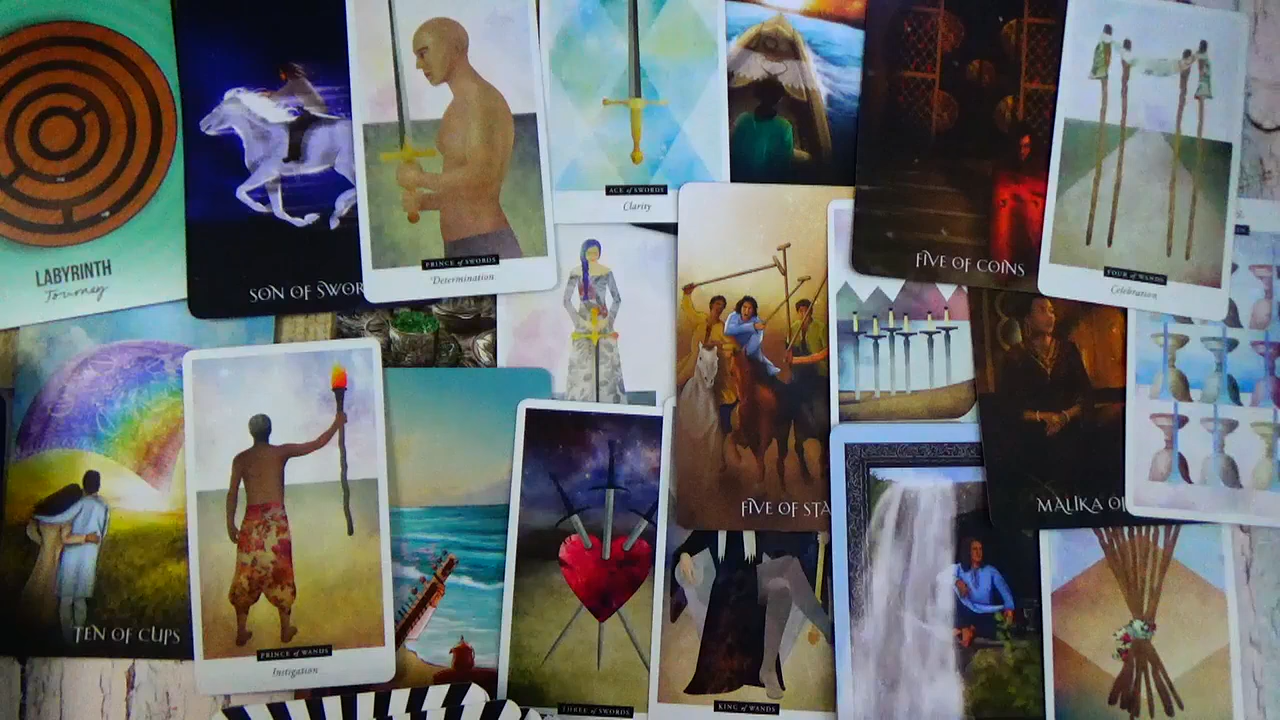 LABYRINTH
Journey
SON OF SWOR
PRINCE of SWORDS
Determination
ACE of SWORDS
Clarity
FIVE OF COINS
FOUR of WANDS
Celebration
TEN OF CUPS
PRINCE of WANDS
Instigation
THREE of SWORDS
FIVE OF STA
KING of WANDS
MALIKA OF